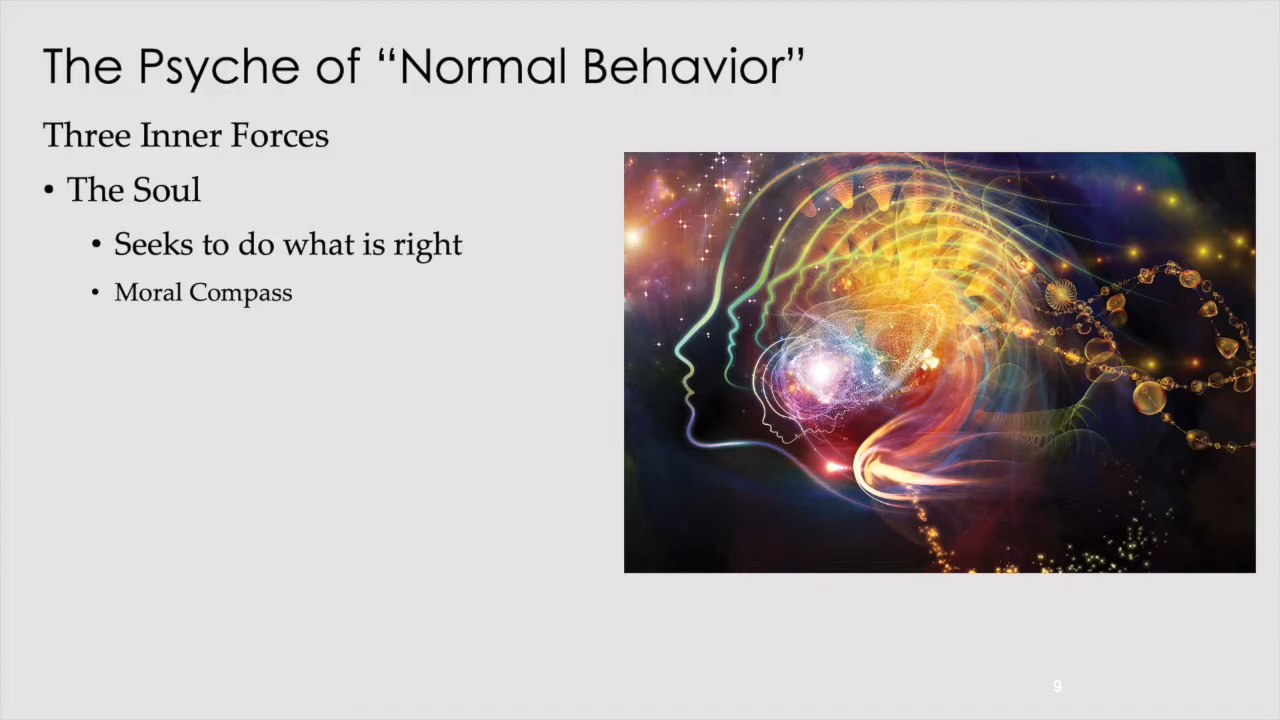 The Psyche of “Normal Behavior”
Three Inner Forces
• The Soul
• Seeks to do what is right
• Moral Compass
9